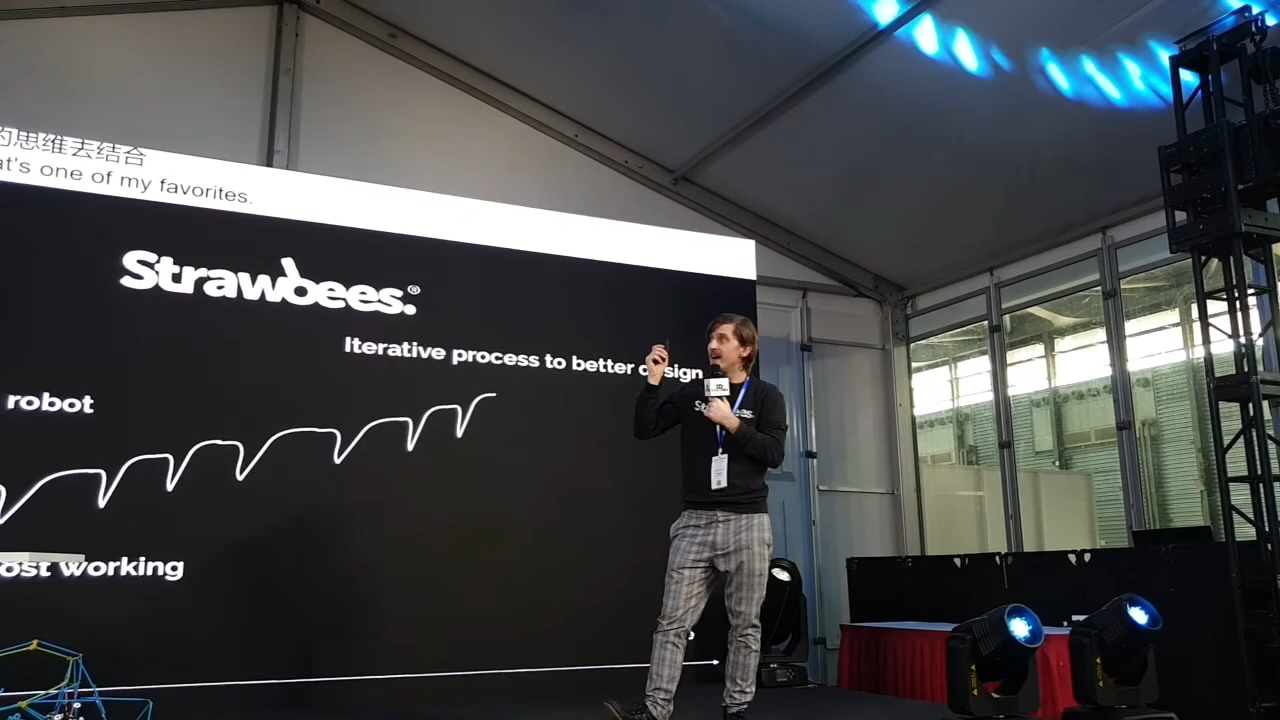 的思维去结合
at's one of my favorites.
Strawbees.®
Iterative process to better design
robot
ost working